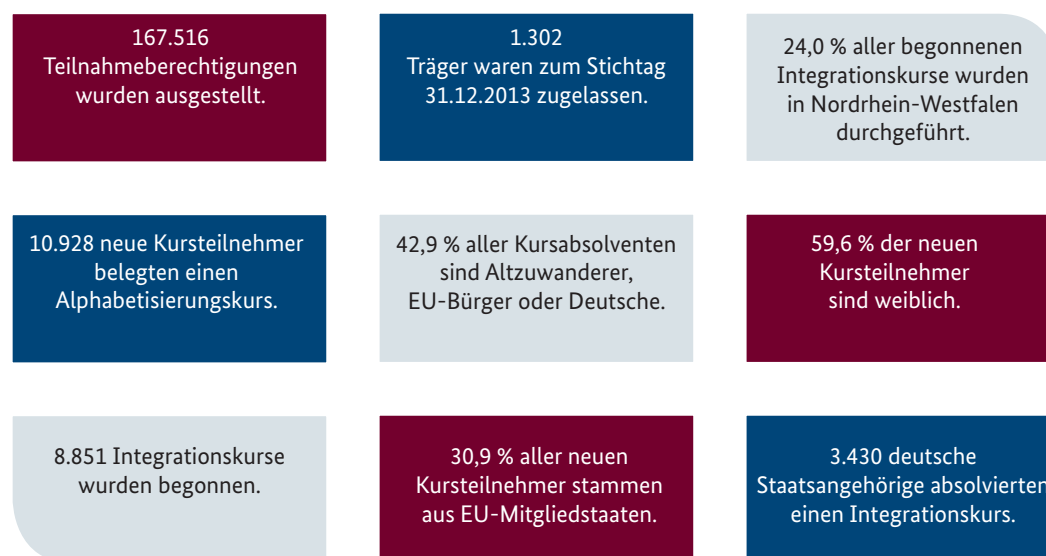 167.516
Teilnahmeberechtigungen
wurden ausgestellt.
1.302
Träger waren zum Stichtag
31.12.2013 zugelassen.
24,0 % aller begonnenen
Integrationskurse wurden
in Nordrhein-Westfalen
durchgeführt.
10.928 neue Kursteilnehmer
belegten einen
Alphabetisierungskurs.
42,9 % aller Kursabsolventen
sind Altzuwanderer,
EU-Bürger oder Deutsche.
59,6 % der neuen
Kursteilnehmer
sind weiblich.
8.851 Integrationskurse
wurden begonnen.
30,9 % aller neuen
Kursteilnehmer stammen
aus EU-Mitgliedstaaten.
3.430 deutsche
Staatsangehörige absolvierten
einen Integrationskurs.